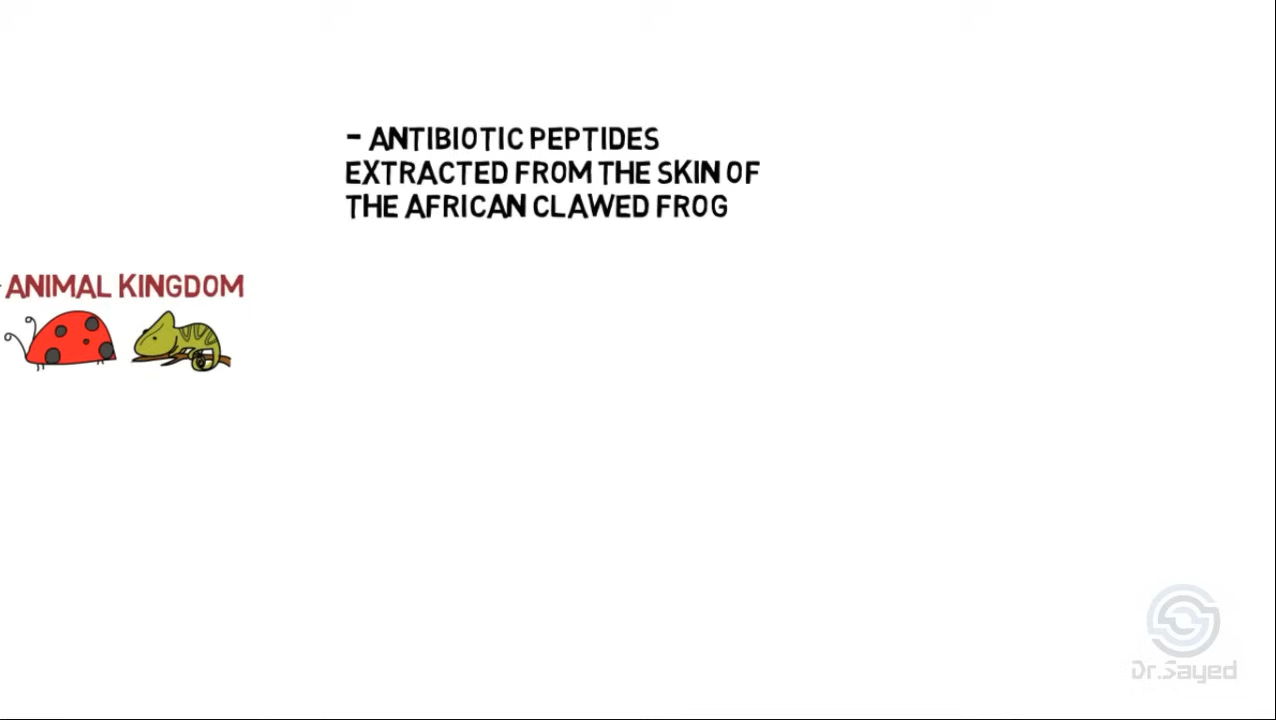 - ANTIBIOTIC PEPTIDES
EXTRACTED FROM THE SKIN OF
THE AFRICAN CLAWED FROG
ANIMAL KINGDOM
Dr.Sayed